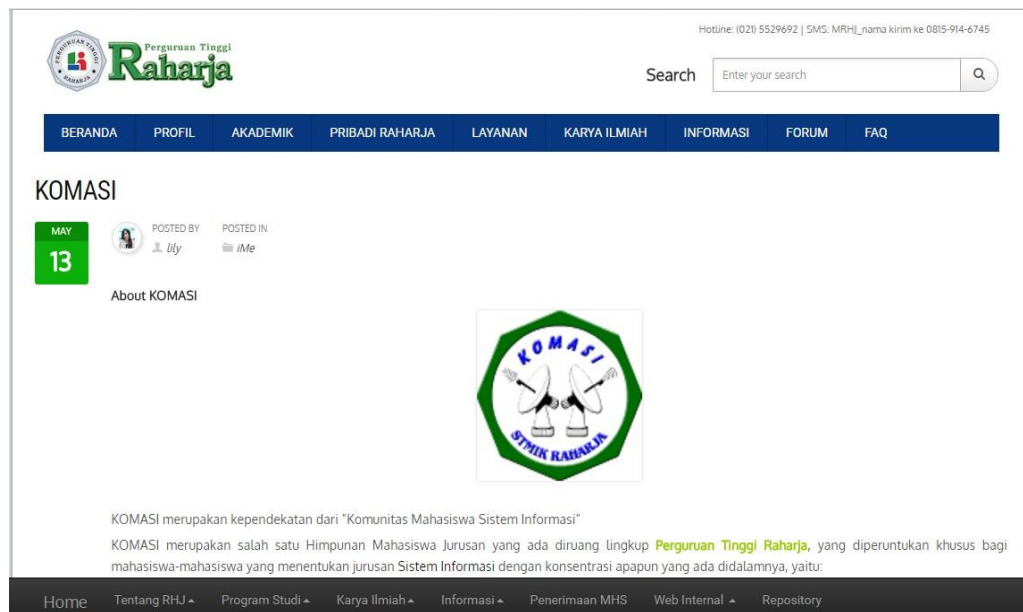 Hotline: (021) 5529692 | SMS: MRHJ_nama kirim ke 0815-914-6745
PERGURUAN TINGGI
RAHARJA
Perguruan Tinggi
Raharja
Search
Enter your search
BERANDA PROFIL AKADEMIK PRIBADI RAHARJA LAYANAN KARYA ILMIAH INFORMASI FORUM FAQ
KOMASI
MAY
13
POSTED BY
lily
POSTED IN
iMe
About KOMASI
KOMASI
STMIK RAHARJA
KOMASI merupakan kependekatan dari "Komunitas Mahasiswa Sistem Informasi"
KOMASI merupakan salah satu Himpunan Mahasiswa Jurusan yang ada diruang lingkup Perguruan Tinggi Raharja, yang diperuntukan khusus bagi
mahasiswa-mahasiswa yang menentukan jurusan Sistem Informasi dengan konsentrasi apapun yang ada didalamnya, yaitu:
Home Tentang RHJ Program Studi Karya Ilmiah Informasi Penerimaan MHS Web Internal Repository